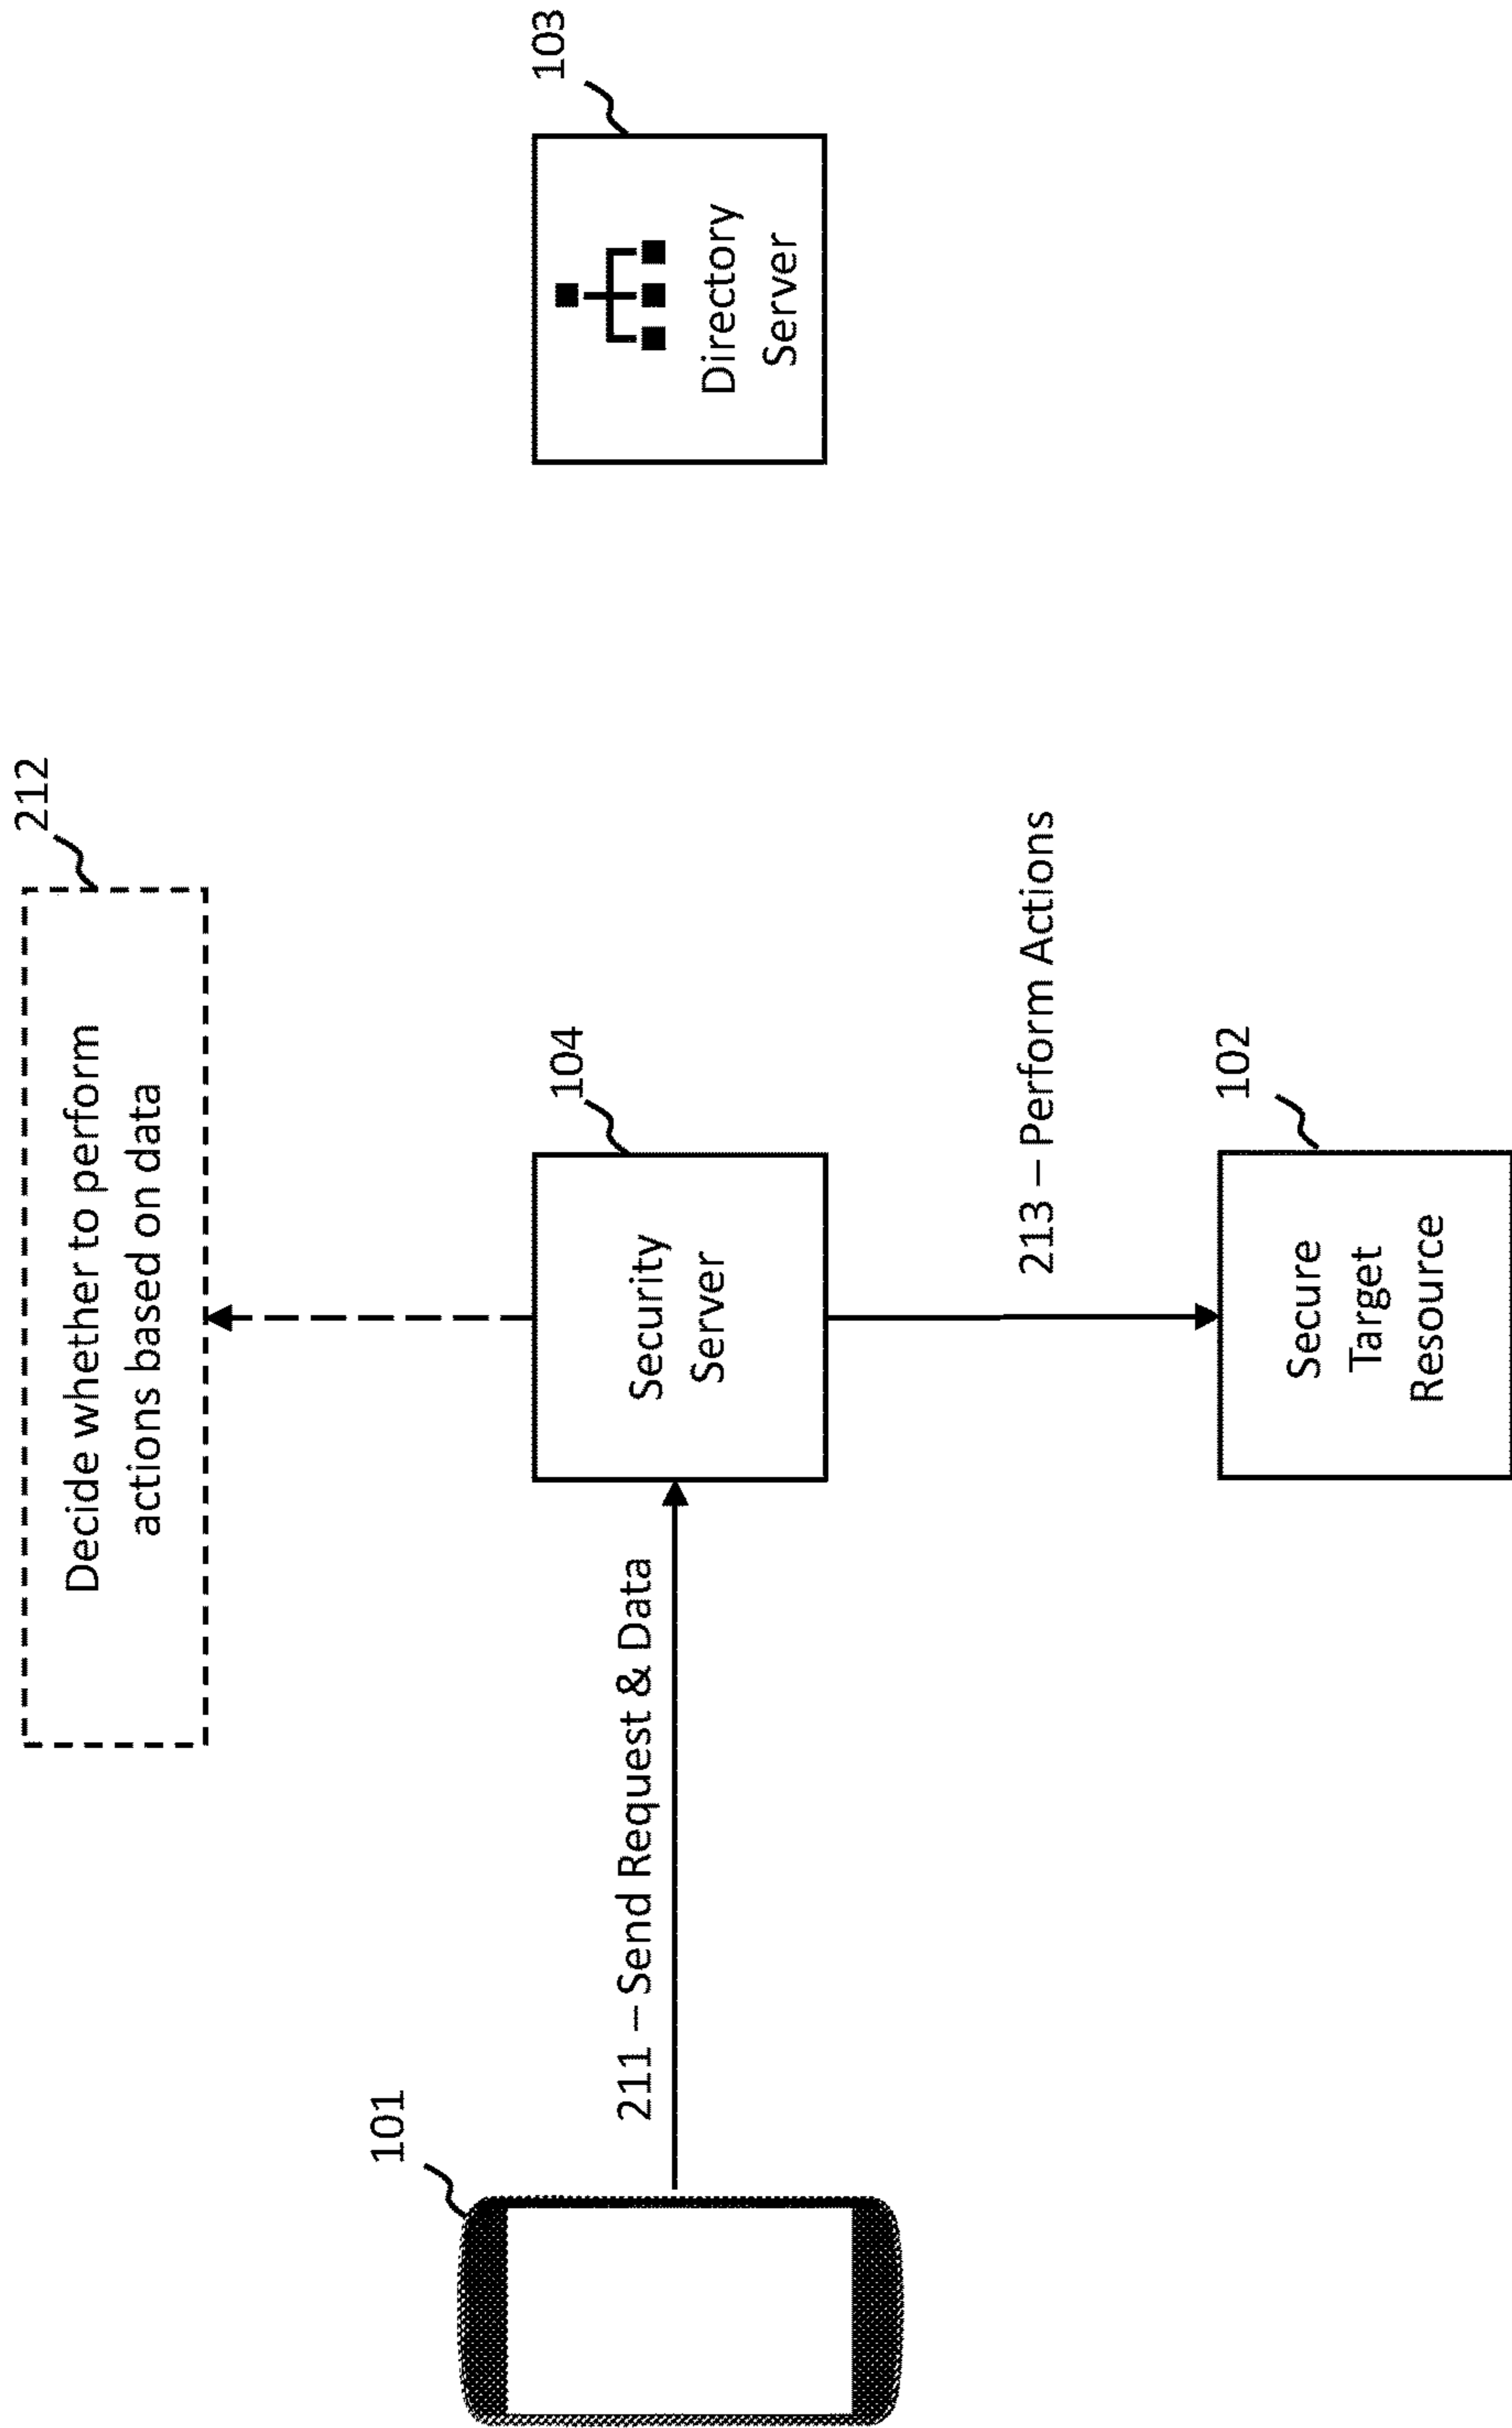 212
Decide whether to perform
actions based on data
101
211 – Send Request & Data
104
Security
Server
103
Directory
Server
213 – Perform Actions
102
Secure
Target
Resource